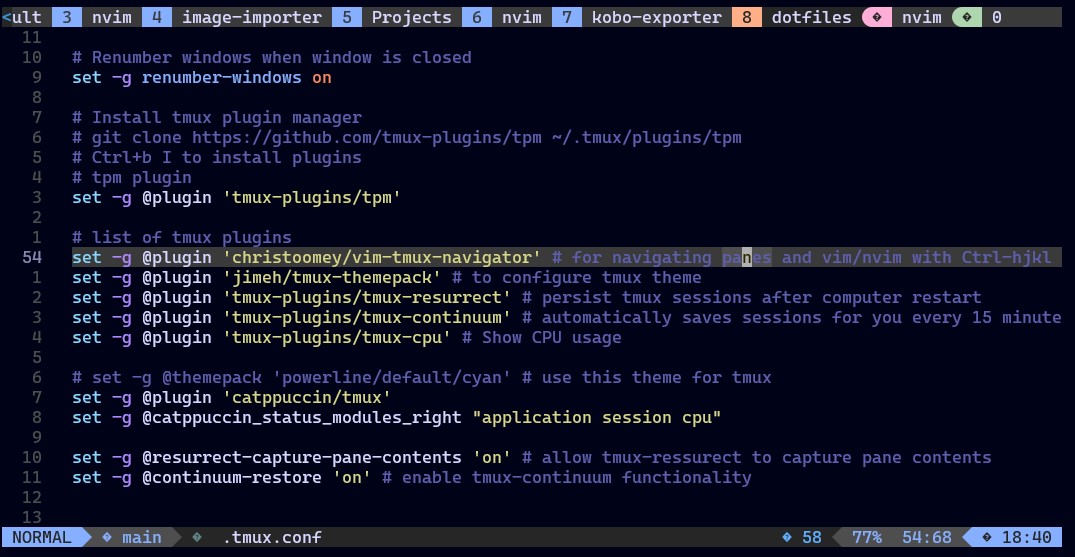 <ult 3 nvim 4 image-importer 5 Projects 6 nvim 7 kobo-exporter 8 dotfiles � nvim � 0
11
10 # Renumber windows when window is closed
9 set -g renumber-windows on
8
7 # Install tmux plugin manager
6 # git clone https://github.com/tmux-plugins/tpm ~/.tmux/plugins/tpm
5 # Ctrl+b I to install plugins
4 # tpm plugin
3 set -g @plugin 'tmux-plugins/tpm'
2
1 # list of tmux plugins
54 set -g @plugin 'christoomey/vim-tmux-navigator' # for navigating panes and vim/nvim with Ctrl-hjkl
1 set -g @plugin 'jimeh/tmux-themepack' # to configure tmux theme
2 set -g @plugin 'tmux-plugins/tmux-resurrect' # persist tmux sessions after computer restart
3 set -g @plugin 'tmux-plugins/tmux-continuum' # automatically saves sessions for you every 15 minute
4 set -g @plugin 'tmux-plugins/tmux-cpu' # Show CPU usage
5
6 # set -g @themepack 'powerline/default/cyan' # use this theme for tmux
7 set -g @plugin 'catppuccin/tmux'
8 set -g @catppuccin_status_modules_right "application session cpu"
9
10 set -g @resurrect-capture-pane-contents 'on' # allow tmux-ressurect to capture pane contents
11 set -g @continuum-restore 'on' # enable tmux-continuum functionality
12
13
NORMAL � main � .tmux.conf � 58 77% 54:68 � 18:40